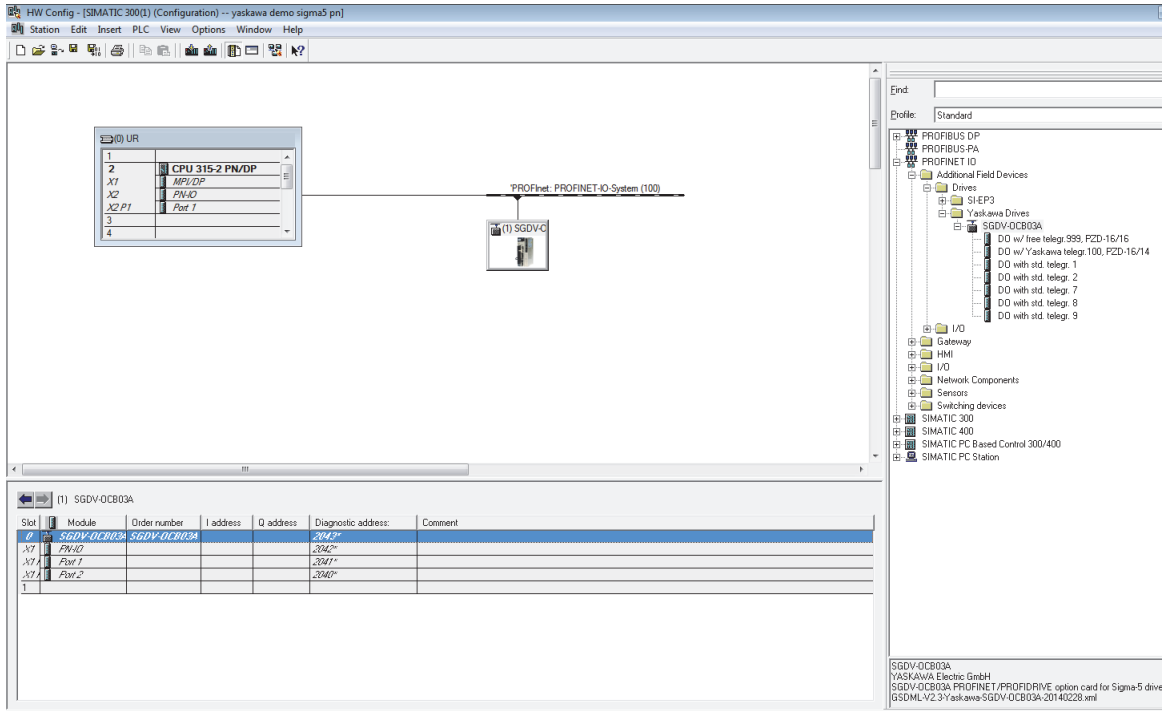 HW Config - [SIMATIC 300(1) (Configuration) -- yaskawa demo sigma5 pn]
Station Edit Insert PLC View Options Window Help
(0) UR
1
2 CPU 315-2 PN/DP
X1 MPI/DP
X2 PN-IO
X2 P1 Port 1
3
4
'PROFInet: PROFINET-IO-System (100)
(1) SGDV-O
Find:
Profile: Standard
PROFIBUS DP
PROFIBUS-PA
PROFINET IO
Additional Field Devices
Drives
SI-EP3
Yaskawa Drives
SGDV-OCB03A
DO w/ free telegr.999, PZD-16/16
DO w/ Yaskawa telegr.100, PZD-16/14
DO with std. telegr. 1
DO with std. telegr. 2
DO with std. telegr. 7
DO with std. telegr. 8
DO with std. telegr. 9
I/O
Gateway
HMI
I/O
Network Components
Sensors
Switching devices
SIMATIC 300
SIMATIC 400
SIMATIC PC Based Control 300/400
SIMATIC PC Station
(1) SGDV-OCB03A
Slot Module Order number I address Q address Diagnostic address: Comment
0 SGDV-OCB03A SGDV-OCB03A 2043*
X1 PN-IO 2042*
X1 Port 1 2041*
X1 Port 2 2040*
1
SGDV-OCB03A
YASKAWA Electric GmbH
SGDV-OCB03A PROFINET/PROFIDRIVE option card for Sigma-5 drive
GSDML-V2.3-Yaskawa-SGDV-OCB03A-20140228.xml